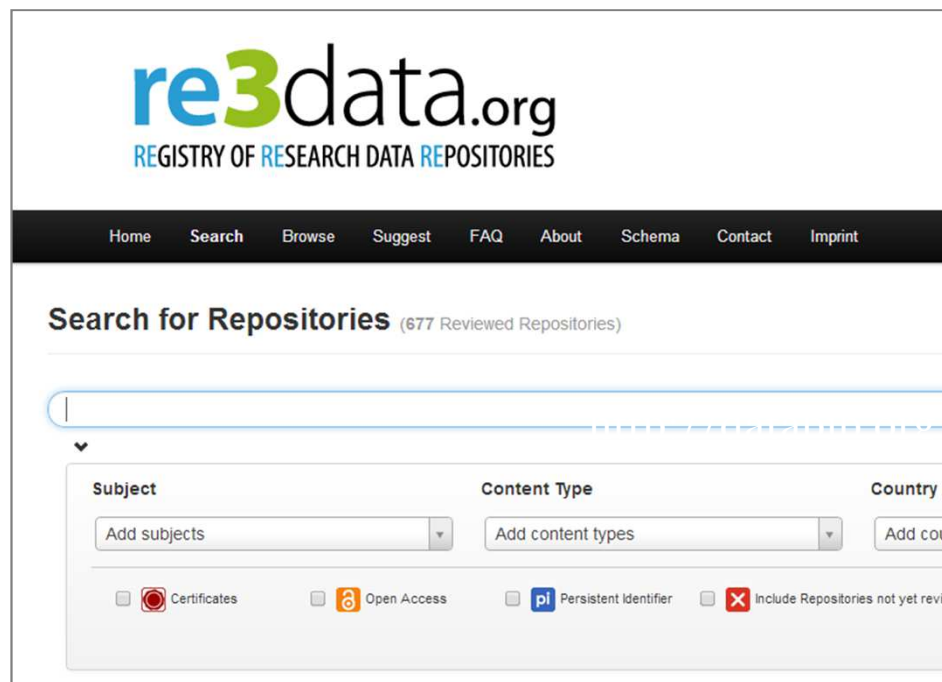 re3data.org
REGISTRY OF RESEARCH DATA REPOSITORIES
Home Search Browse Suggest FAQ About Schema Contact Imprint
Search for Repositories (677 Reviewed Repositories)
Subject Content Type Country
Add subjects Add content types Add cou
Certificates Open Access pi Persistent Identifier Include Repositories not yet revi